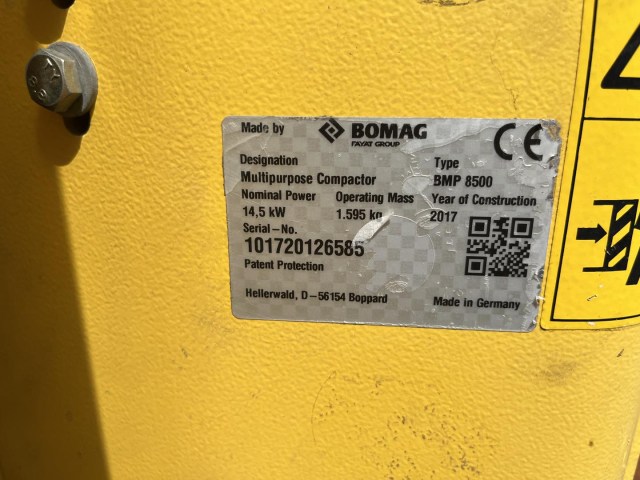 Made by BOMAG CE
FAYAT GROUP
Designation Type
Multipurpose Compactor BMP 8500
Nominal Power Operating Mass Year of Construction
14,5 kW 1.595 kg 2017
Serial-No.
101720126585
Patent Protection
Hellerwald, D-56154 Boppard Made in Germany